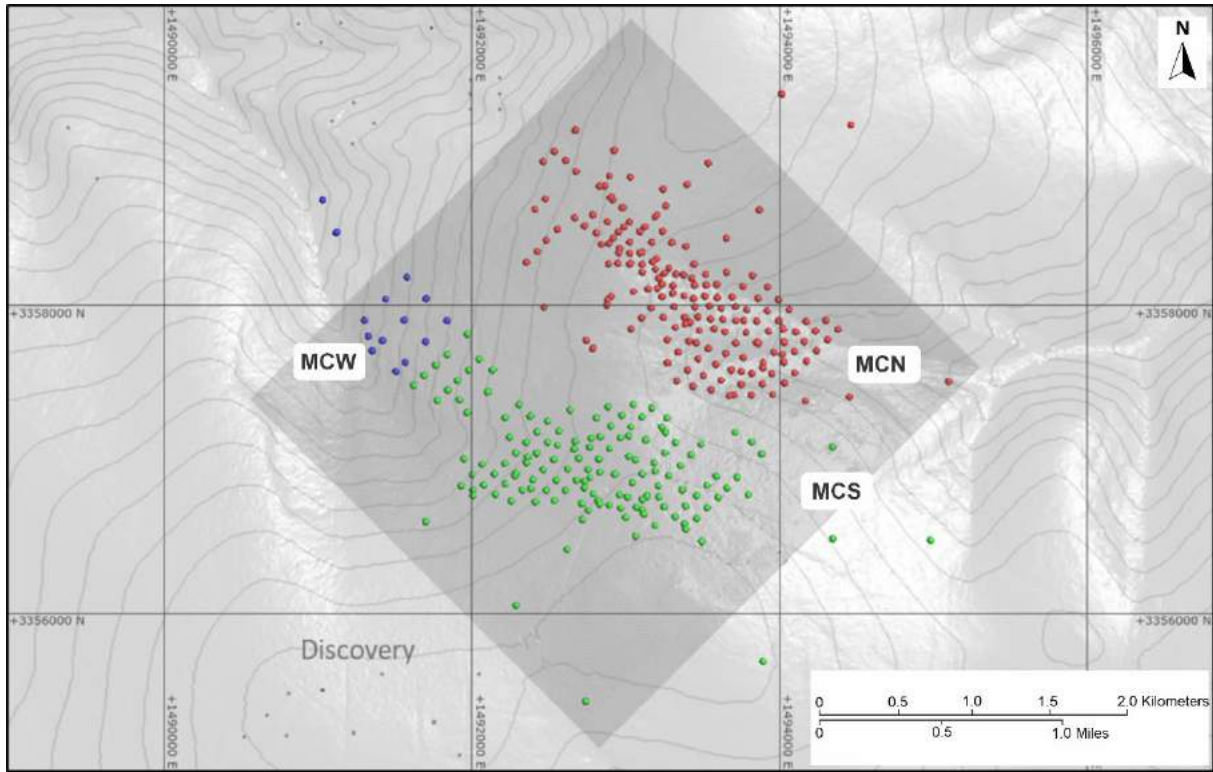 +1490000 E
+1492000 E
+1494000 E
+1496000 E
N
+3358000 N
+3358000 N
MCW
MCN
MCS
+3356000 N
+3356000 N
Discovery
0 0.5 1.0 1.5 2.0 Kilometers
0 0.5 1.0 Miles
+1490000 E
+1492000 E
+1494000 E